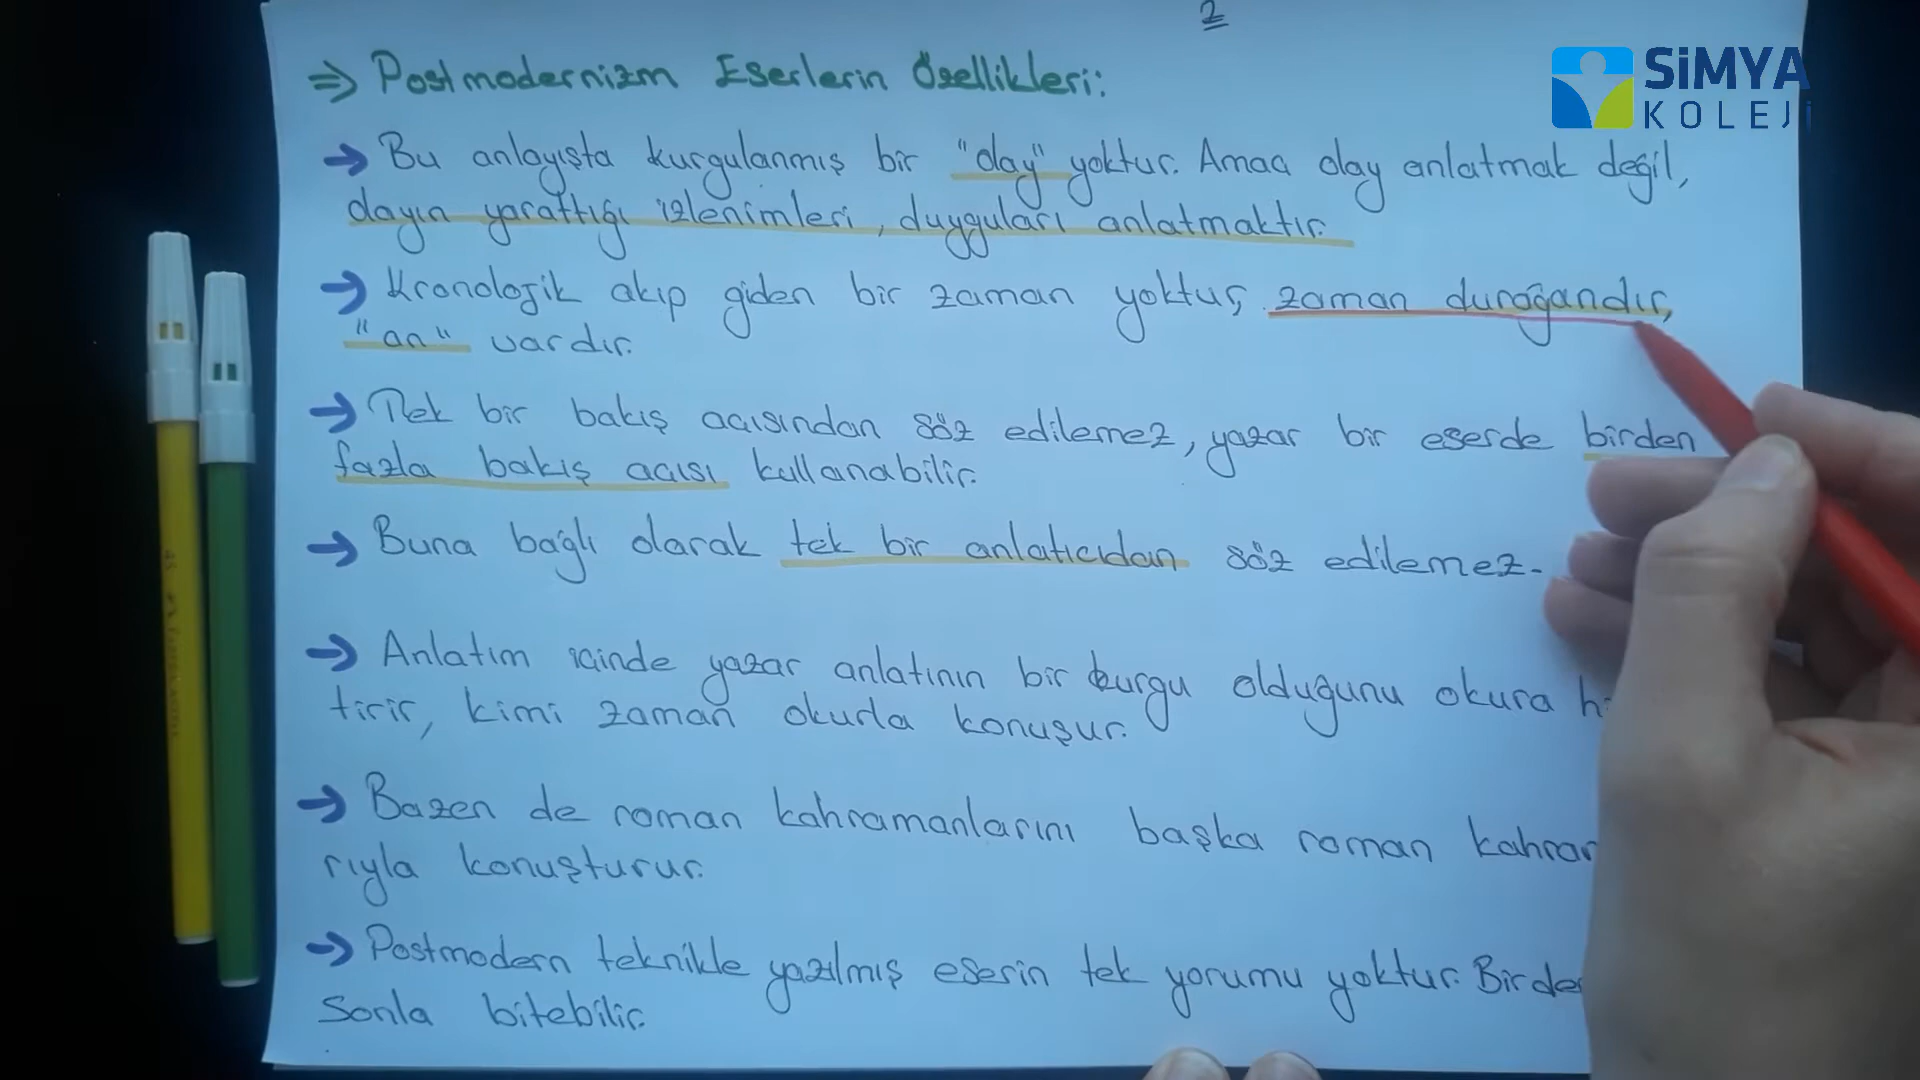 2
SiMYA
KOLEJi
⇒ Postmodernizm Eserlerin Özellikleri:
→ Bu anlayışta kurgulanmış bir "olay" yoktur. Amaç olay anlatmak değil,
olayın yarattığı izlenimleri, duyguları anlatmaktır.
→ Kronolojik akıp giden bir zaman yoktur, zaman durağandır,
"an" vardır.
→ Tek bir bakış açısından söz edilemez, yazar bir eserde birden
fazla bakış açısı kullanabilir.
→ Buna bağlı olarak tek bir anlatıcıdan söz edilemez.
→ Anlatım içinde yazar anlatının bir kurgu olduğunu okura
tirir, kimi zaman okurla konuşur.
→ Bazen de roman kahramanlarını başka roman
rıyla konuşturur.
→ Postmodern teknikle yazılmış eserin tek yorumu yoktur.
Sonla bitebilir.